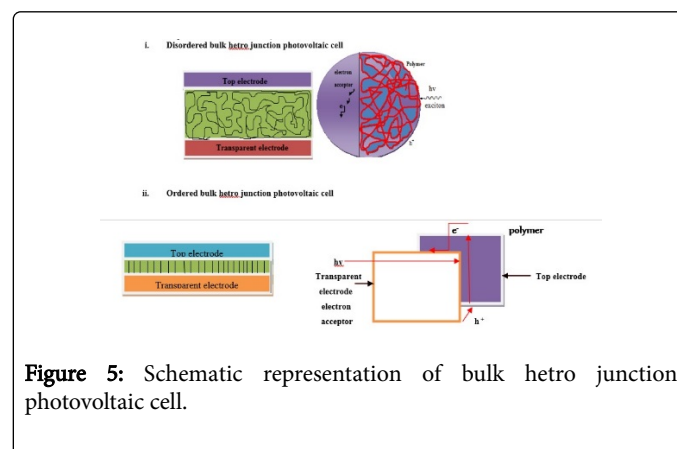 i. Disordered bulk hetro junction photovoltaic cell
Top electrode
Transparent electrode
electron
acceptor
Polymer
hν
exciton
ii. Ordered bulk hetro junction photovoltaic cell
Top electrode
Transparent electrode
e-
polymer
hν
Transparent
electrode
electron
acceptor
Top electrode
h+
Figure 5: Schematic representation of bulk hetro junction
photovoltaic cell.